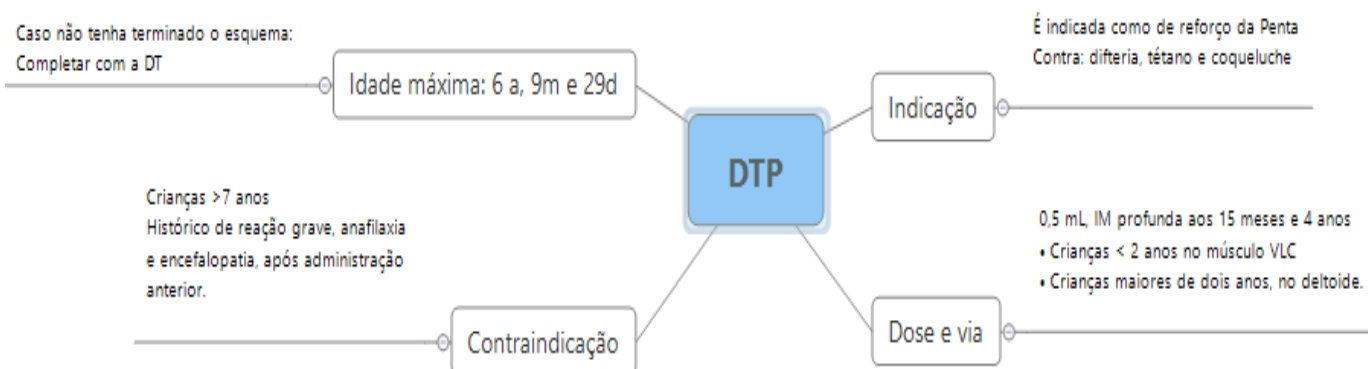 DTP
Idade máxima: 6 a, 9m e 29d
Caso não tenha terminado o esquema:
Completar com a DT
Indicação
É indicada como de reforço da Penta
Contra: difteria, tétano e coqueluche
Contraindicação
Crianças >7 anos
Histórico de reação grave, anafilaxia
e encefalopatia, após administração
anterior.
Dose e via
0,5 mL, IM profunda aos 15 meses e 4 anos
• Crianças < 2 anos no músculo VLC
• Crianças maiores de dois anos, no deltoide.